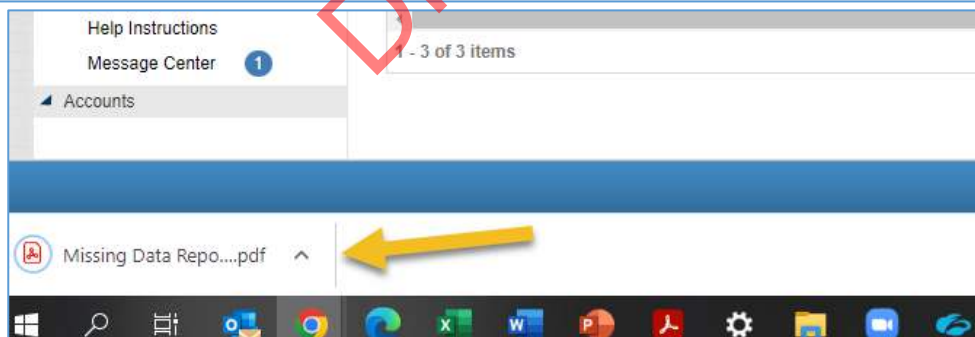 Help Instructions
Message Center 1
1 - 3 of 3 items
Accounts
Missing Data Repo....pdf